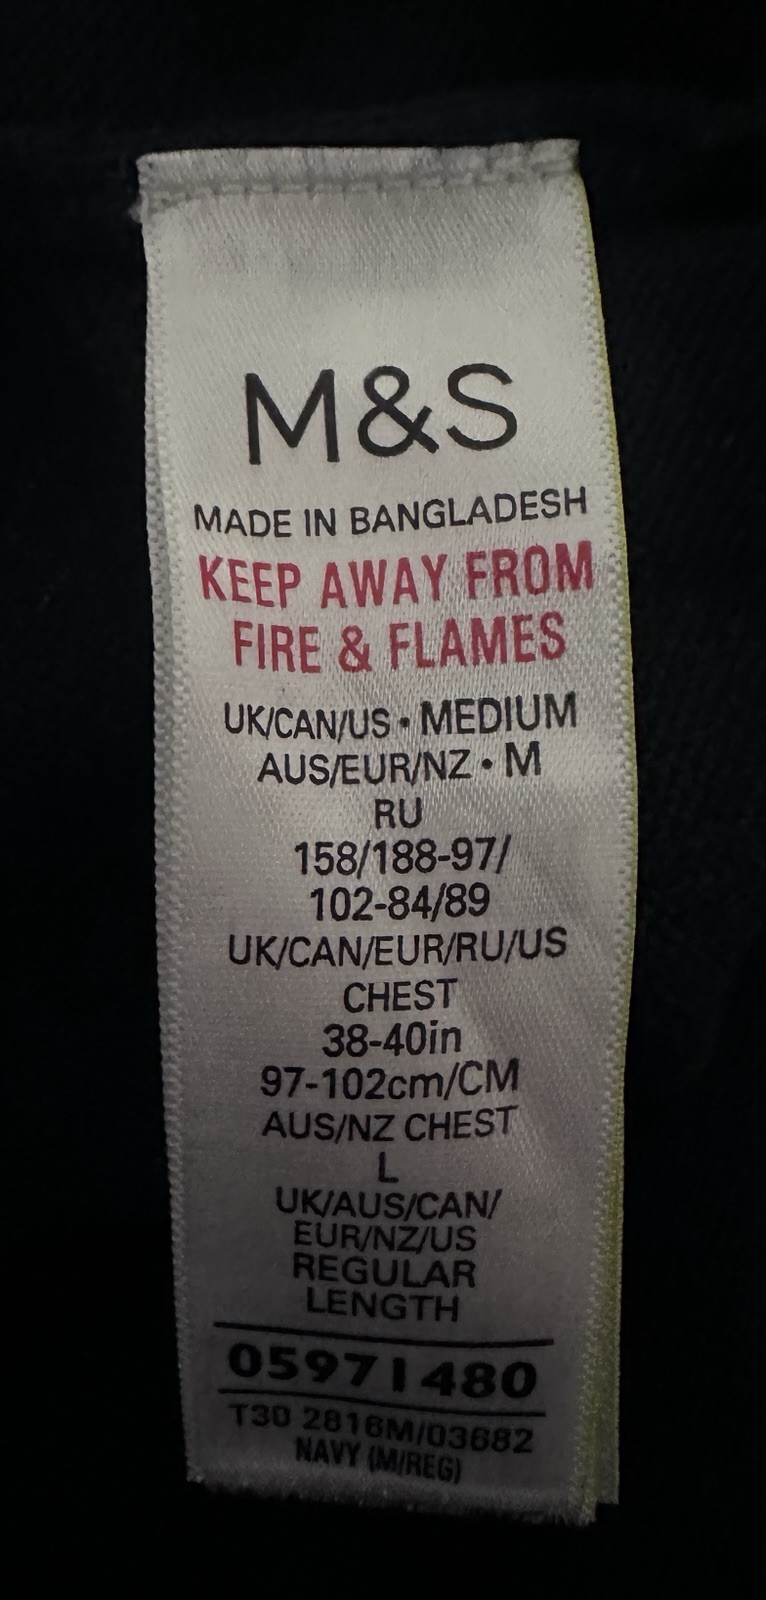 M&S
MADE IN BANGLADESH
KEEP AWAY FROM
FIRE & FLAMES
UK/CAN/US • MEDIUM
AUS/EUR/NZ • M
RU
158/188-97/
102-84/89
UK/CAN/EUR/RU/US
CHEST
38-40in
97-102cm/CM
AUS/NZ CHEST
L
UK/AUS/CAN/
EUR/NZ/US
REGULAR
LENGTH
05971480
T30 2816M/03682
NAVY (M/REG)